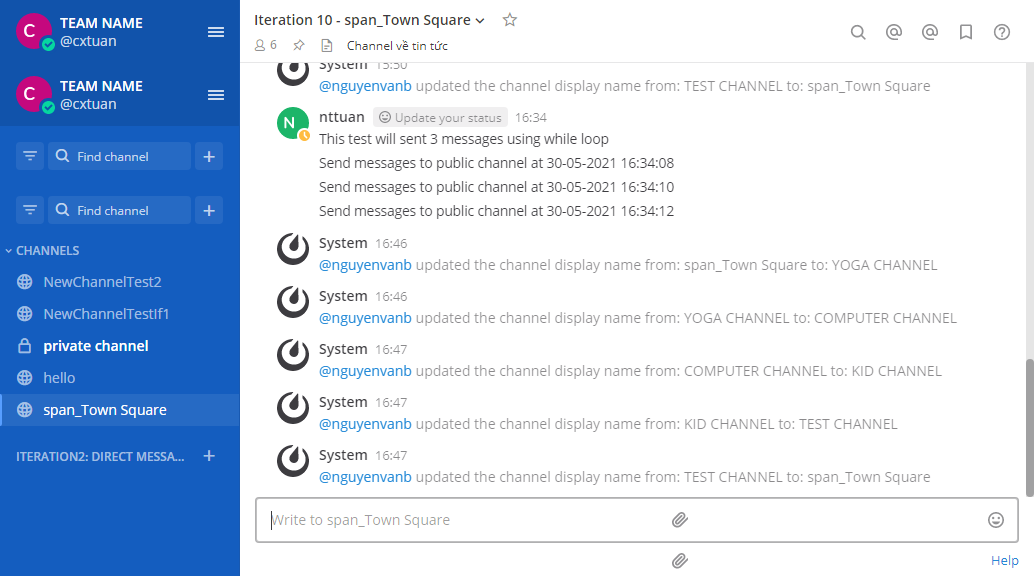 C
TEAM NAME
@cxtuan
C
TEAM NAME
@cxtuan
Find channel
+
Find channel
+
CHANNELS
NewChannelTest2
NewChannelTestIf1
private channel
hello
span_Town Square
ITERATION2: DIRECT MESSA... +
Iteration 10 - span_Town Square
6
Channel về tin tức
@
@
?
System 15:50
@nguyenvanb updated the channel display name from: TEST CHANNEL to: span_Town Square
N
nttuan Update your status 16:34
This test will sent 3 messages using while loop
Send messages to public channel at 30-05-2021 16:34:08
Send messages to public channel at 30-05-2021 16:34:10
Send messages to public channel at 30-05-2021 16:34:12
System 16:46
@nguyenvanb updated the channel display name from: span_Town Square to: YOGA CHANNEL
System 16:46
@nguyenvanb updated the channel display name from: YOGA CHANNEL to: COMPUTER CHANNEL
System 16:47
@nguyenvanb updated the channel display name from: COMPUTER CHANNEL to: KID CHANNEL
System 16:47
@nguyenvanb updated the channel display name from: KID CHANNEL to: TEST CHANNEL
System 16:47
@nguyenvanb updated the channel display name from: TEST CHANNEL to: span_Town Square
Write to span_Town Square
Help